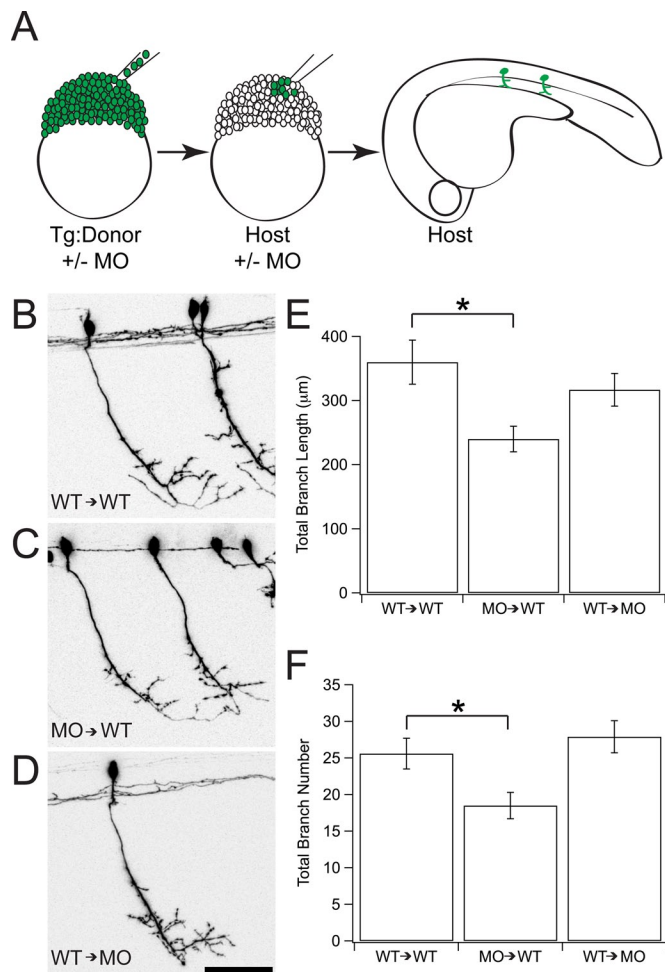 A
Tg:Donor
+/- MO
Host
+/- MO
Host
B
WT→WT
C
MO→WT
D
WT→MO
E
*
400
300
200
100
0
Total Branch Length (μm)
WT→WT
MO→WT
WT→MO
F
*
35
30
25
20
15
10
5
0
Total Branch Number
WT→WT
MO→WT
WT→MO